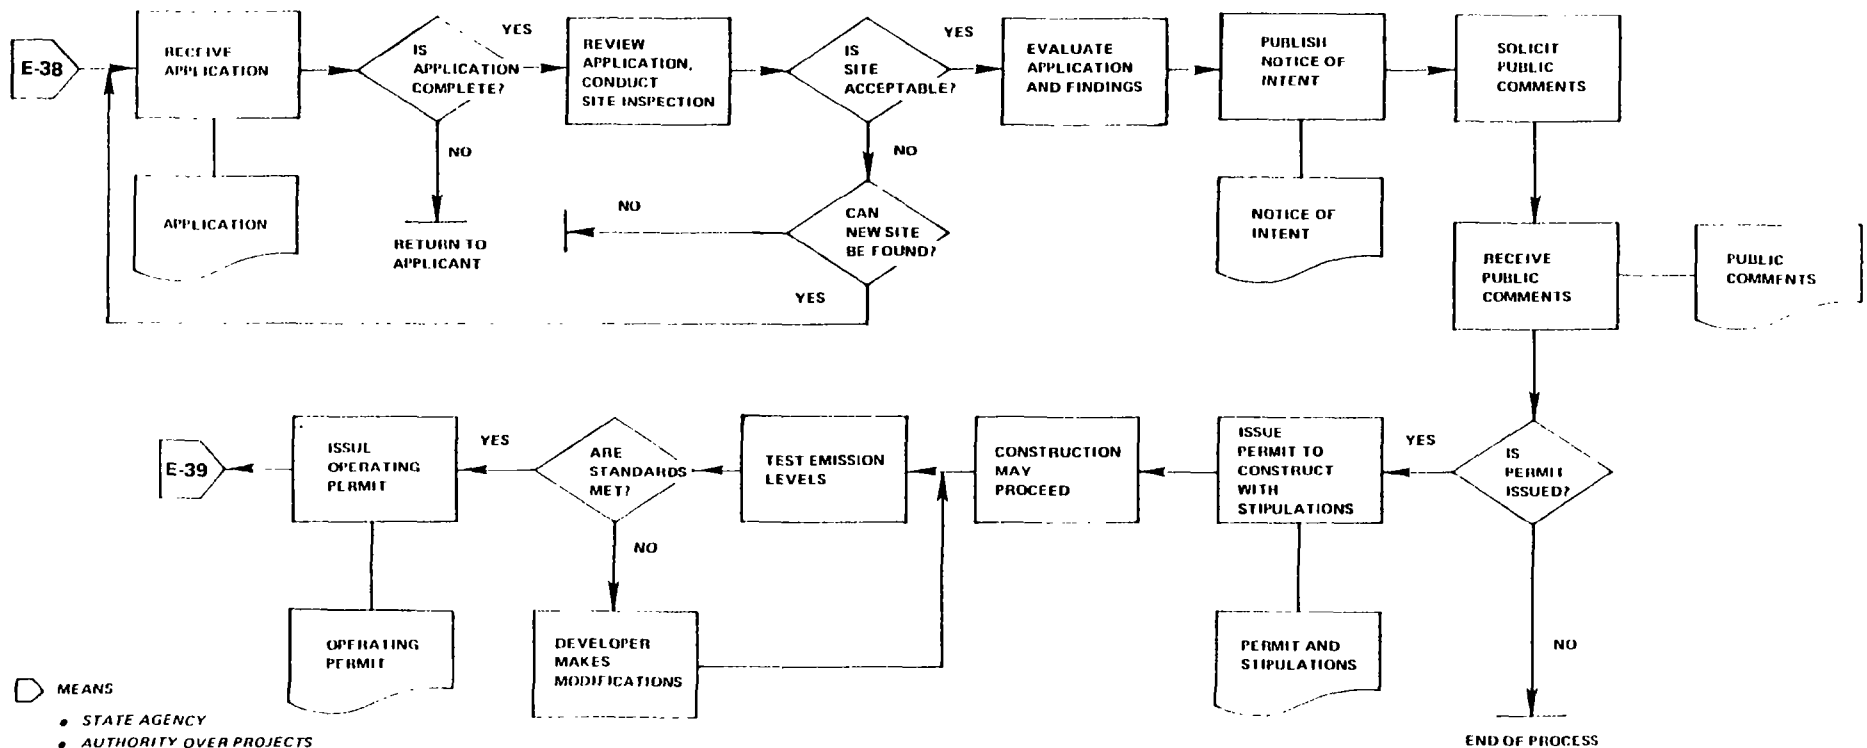 E-38
RECEIVE
APPLICATION
IS
APPLICATION
COMPLETE?
YES
REVIEW
APPLICATION,
CONDUCT
SITE INSPECTION
IS
SITE
ACCEPTABLE?
YES
EVALUATE
APPLICATION
AND FINDINGS
PUBLISH
NOTICE OF
INTENT
SOLICIT
PUBLIC
COMMENTS
NO
NO
APPLICATION
RETURN TO
APPLICANT
NO
CAN
NEW SITE
BE FOUND?
YES
NOTICE OF
INTENT
RECEIVE
PUBLIC
COMMENTS
PUBLIC
COMMENTS
E-39
ISSUL
OPERATING
PERMIT
YES
ARE
STANDARDS
MET?
TEST EMISSION
LEVELS
CONSTRUCTION
MAY
PROCEED
ISSUE
PERMIT TO
CONSTRUCT
WITH
STIPULATIONS
YES
IS
PERMIT
ISSUED?
NO
OPERATING
PERMIT
DEVELOPER
MAKES
MODIFICATIONS
PERMIT AND
STIPULATIONS
NO
END OF PROCESS
MEANS
• STATE AGENCY
• AUTHORITY OVER PROJECTS